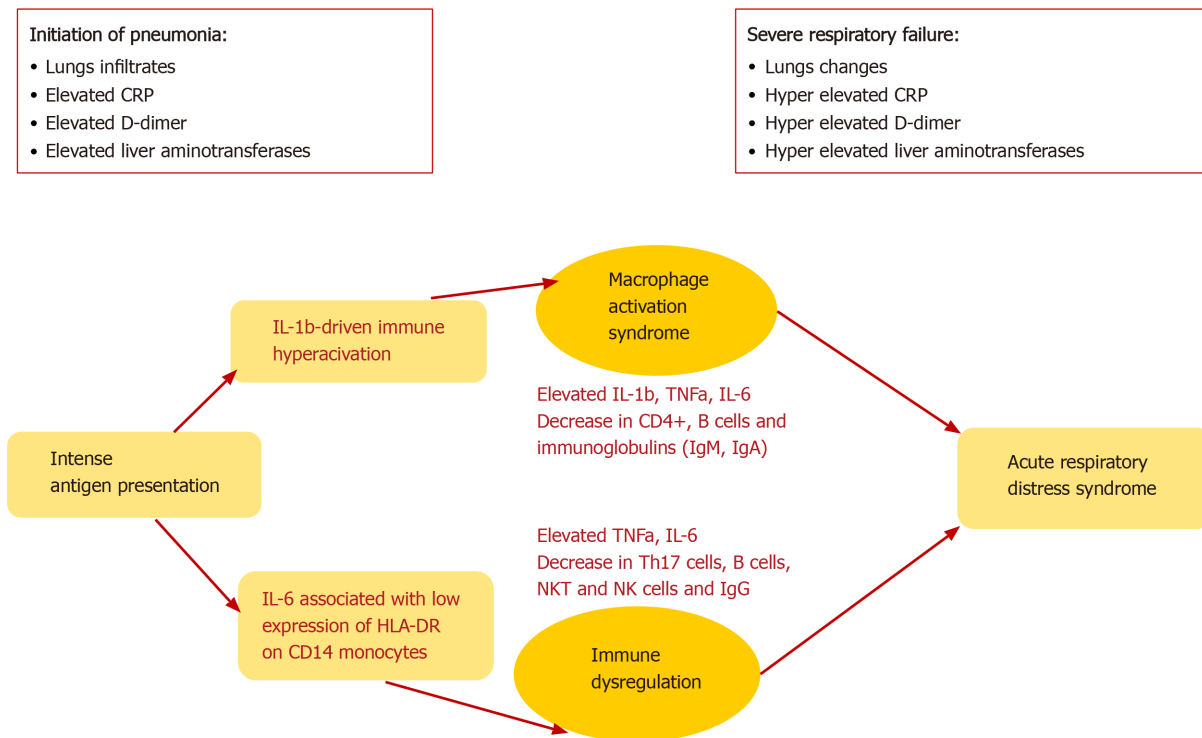 Initiation of pneumonia:
• Lungs infiltrates
• Elevated CRP
• Elevated D-dimer
• Elevated liver aminotransferases
Severe respiratory failure:
• Lungs changes
• Hyper elevated CRP
• Hyper elevated D-dimer
• Hyper elevated liver aminotransferases
Macrophage
activation
syndrome
IL-1b-driven immune
hyperacivation
Elevated IL-1b, TNFa, IL-6
Decrease in CD4+, B cells and
immunoglobulins (IgM, IgA)
Intense
antigen presentation
Acute respiratory
distress syndrome
Elevated TNFa, IL-6
Decrease in Th17 cells, B cells,
NKT and NK cells and IgG
IL-6 associated with low
expression of HLA-DR
on CD14 monocytes
Immune
dysregulation